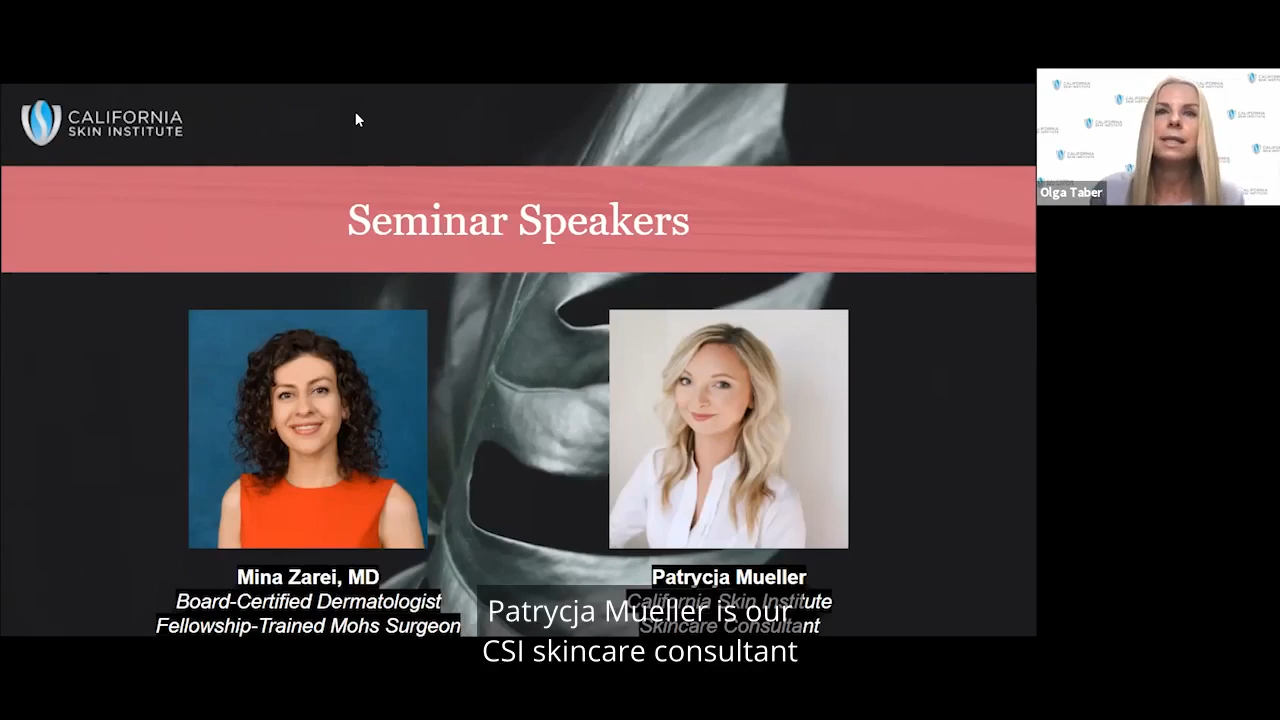 CALIFORNIA
SKIN INSTITUTE
Olga Taber
Seminar Speakers
Mina Zarei, MD
Board-Certified Dermatologist
Fellowship-Trained Mohs Surgeon
Patrycja Mueller
California Skin Institute
Skincare Consultant
Patrycja Mueller is our
CSI skincare consultant